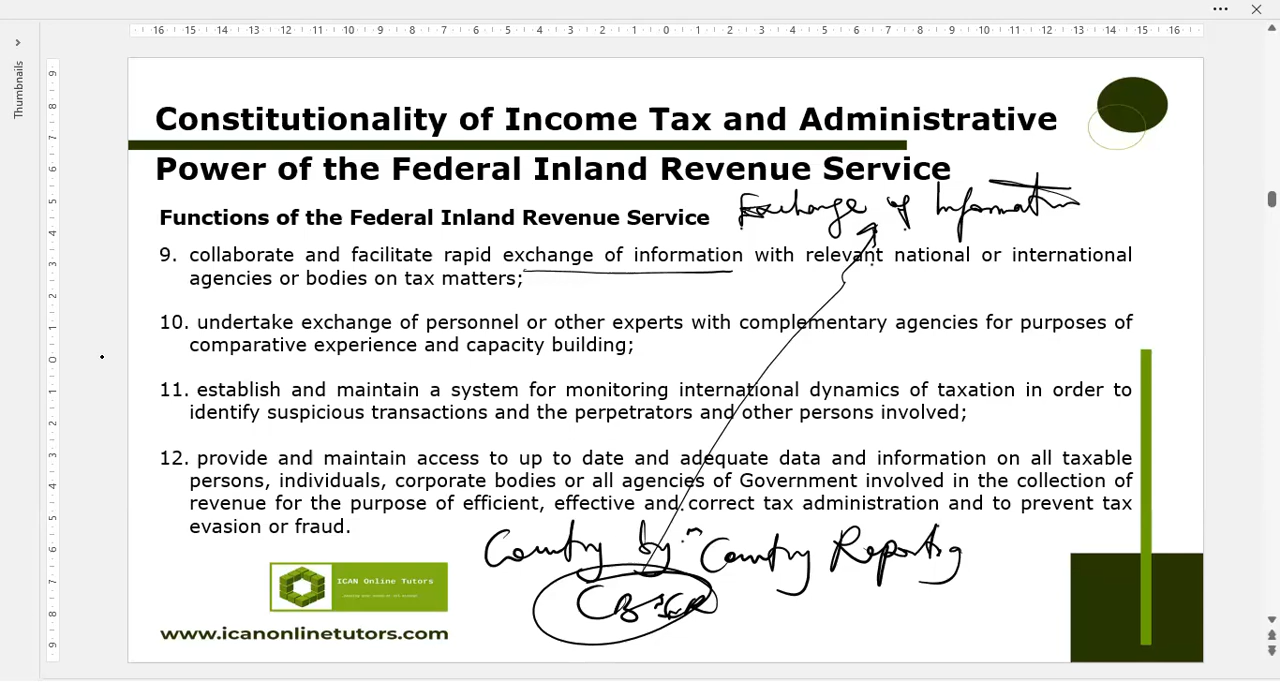 Thumbnails
Constitutionality of Income Tax and Administrative
Power of the Federal Inland Revenue Service
Exchange of Information
Functions of the Federal Inland Revenue Service
9. collaborate and facilitate rapid exchange of information with relevant national or international
agencies or bodies on tax matters;
10. undertake exchange of personnel or other experts with complementary agencies for purposes of
comparative experience and capacity building;
11. establish and maintain a system for monitoring international dynamics of taxation in order to
identify suspicious transactions and the perpetrators and other persons involved;
12. provide and maintain access to up to date and adequate data and information on all taxable
persons, individuals, corporate bodies or all agencies of Government involved in the collection of
revenue for the purpose of efficient, effective and correct tax administration and to prevent tax
evasion or fraud.
Country by Country Reporting
ICAN Online Tutors
www.icanonlinetutors.com